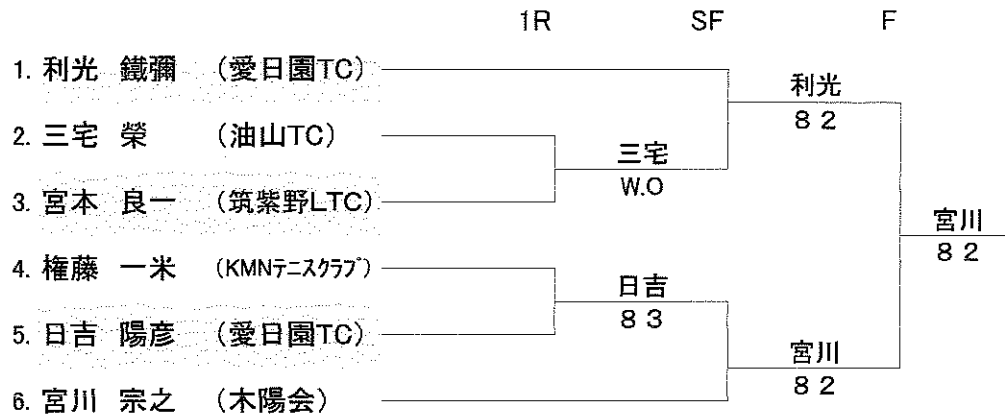 1R SF F
1. 利光 鐵彌 (愛日園TC)
利光
8 2
2. 三宅 榮 (油山TC)
三宅
W.O
3. 宮本 良一 (筑紫野LTC)
宮川
8 2
4. 権藤 一米 (KMNテニスクラブ)
日吉
8 3
5. 日吉 陽彦 (愛日園TC)
宮川
8 2
6. 宮川 宗之 (木陽会)